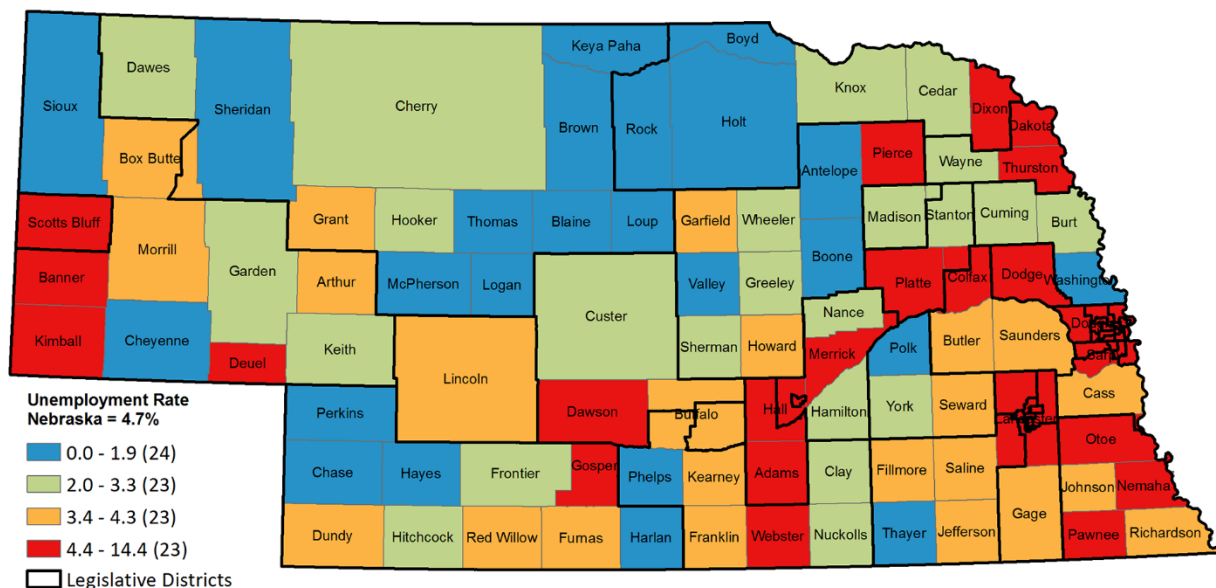 Keya Paha
Boyd
Dawes
Knox
Cedar
Sioux
Sheridan
Cherry
Dixon
Dakota
Brown
Rock
Holt
Box Butte
Pierce
Wayne
Thurston
Antelope
Scotts Bluff
Grant
Hooker
Thomas
Blaine
Loup
Garfield
Wheeler
Madison
Stanton
Cuming
Burt
Morrill
Garden
Boone
Banner
Arthur
McPherson
Logan
Valley
Greeley
Platte
Colfax
Dodge
Washington
Custer
Nance
Kimball
Cheyenne
Deuel
Keith
Sherman
Howard
Merrick
Polk
Butler
Saunders
Lincoln
Cass
Perkins
Dawson
Buffalo
Hall
Hamilton
York
Seward
Otoe
Chase
Hayes
Frontier
Gosper
Phelps
Kearney
Adams
Clay
Fillmore
Saline
Johnson
Nemaha
Gage
Dundy
Hitchcock
Red Willow
Furnas
Harlan
Franklin
Webster
Nuckolls
Thayer
Jefferson
Pawnee
Richardson
Unemployment Rate
Nebraska = 4.7%
0.0 - 1.9 (24)
2.0 - 3.3 (23)
3.4 - 4.3 (23)
4.4 - 14.4 (23)
Legislative Districts